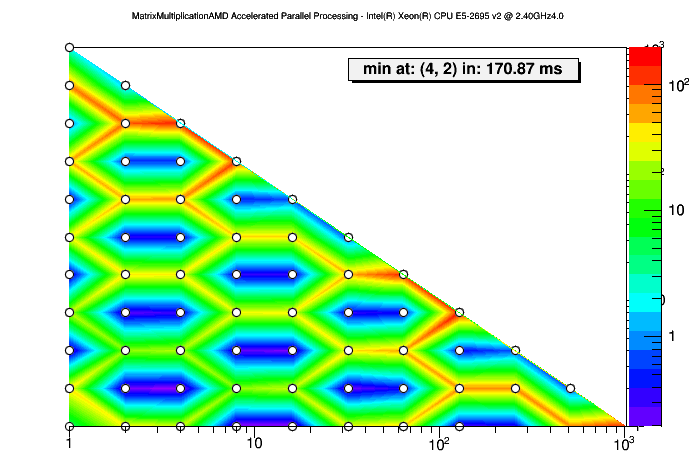 MatrixMultiplicationAMD Accelerated Parallel Processing - Intel(R) Xeon(R) CPU E5-2695 v2 @ 2.40GHz4.0
min at: (4, 2) in: 170.87 ms
10²
10
1
1 10 10² 10³